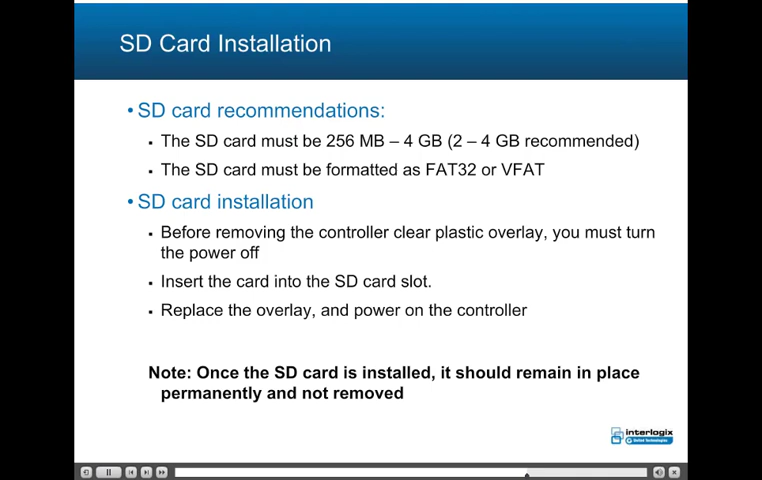 SD Card Installation
• SD card recommendations:
▪ The SD card must be 256 MB – 4 GB (2 – 4 GB recommended)
▪ The SD card must be formatted as FAT32 or VFAT
• SD card installation
▪ Before removing the controller clear plastic overlay, you must turn
the power off
▪ Insert the card into the SD card slot.
▪ Replace the overlay, and power on the controller
Note: Once the SD card is installed, it should remain in place
permanently and not removed
interlogix
United Technologies